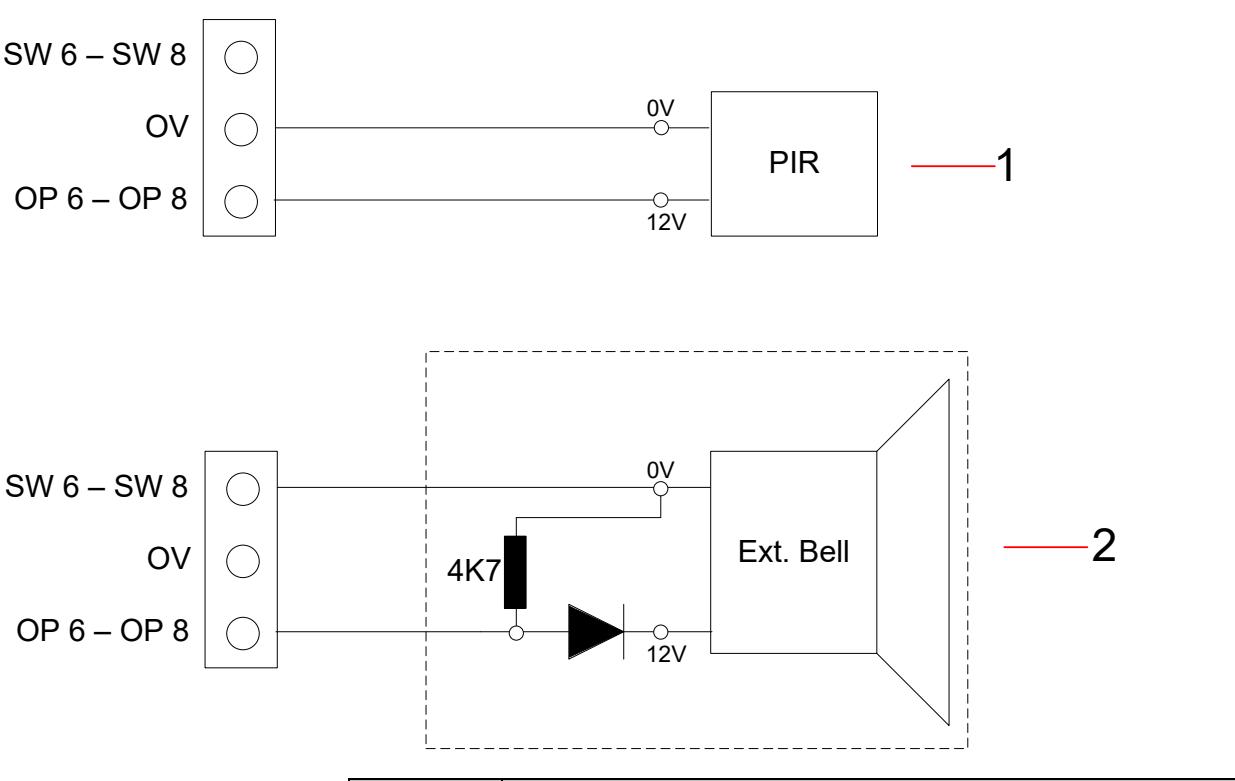 SW 6 – SW 8
0V
OV
PIR
1
OP 6 – OP 8
12V
0V
SW 6 – SW 8
Ext. Bell
2
OV
4K7
OP 6 – OP 8
12V